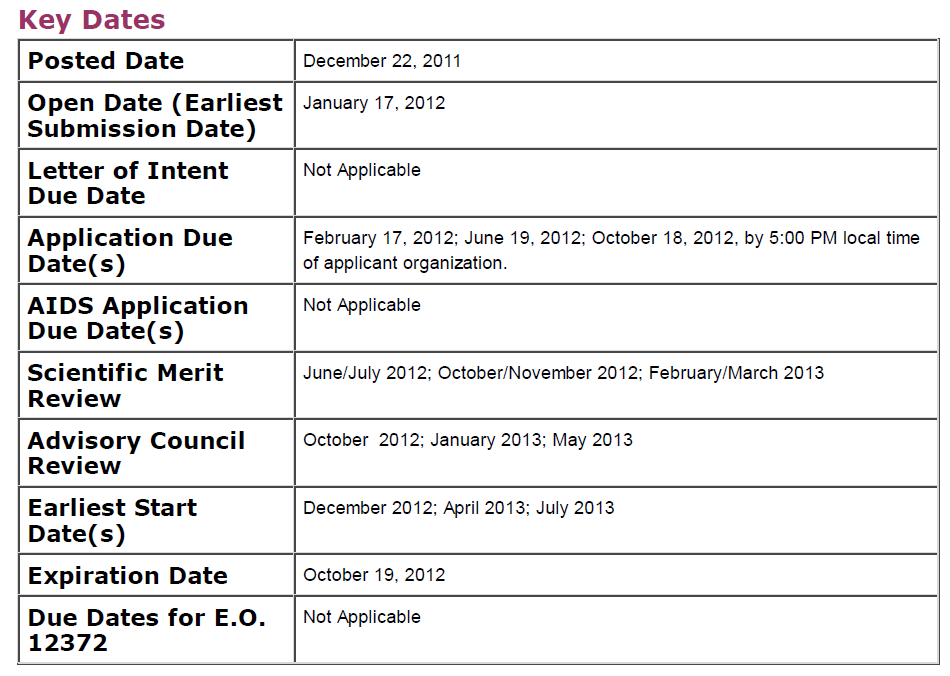 Key Dates
Posted Date
December 22, 2011
Open Date (Earliest
Submission Date)
January 17, 2012
Letter of Intent
Due Date
Not Applicable
Application Due
Date(s)
February 17, 2012; June 19, 2012; October 18, 2012, by 5:00 PM local time
of applicant organization.
AIDS Application
Due Date(s)
Not Applicable
Scientific Merit
Review
June/July 2012; October/November 2012; February/March 2013
Advisory Council
Review
October  2012; January 2013; May 2013
Earliest Start
Date(s)
December 2012; April 2013; July 2013
Expiration Date
October 19, 2012
Due Dates for E.O.
12372
Not Applicable